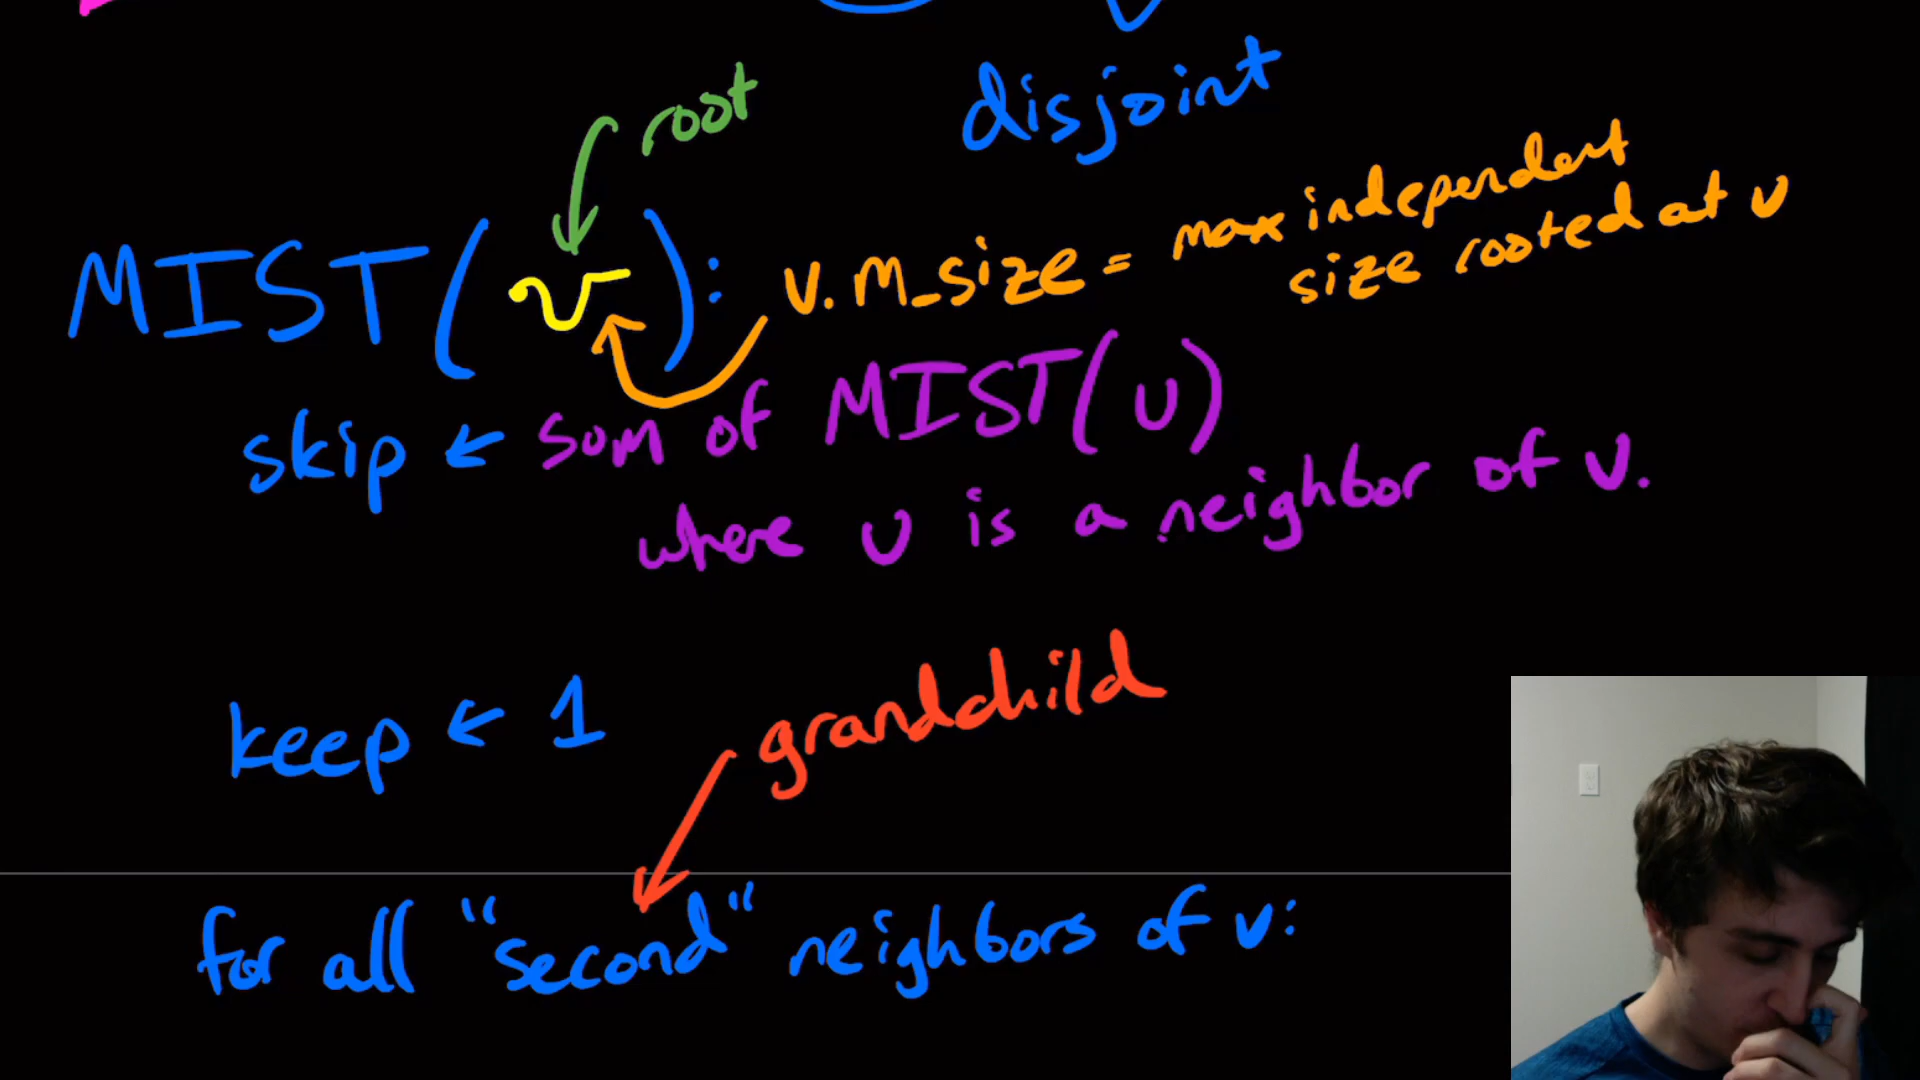 disjoint
root
MIST(v): v.m_size = max independent
size rooted at v
skip ← sum of MIST(u)
where u is a neighbor of v.
keep ← 1
grandchild
for all "second" neighbors of v: